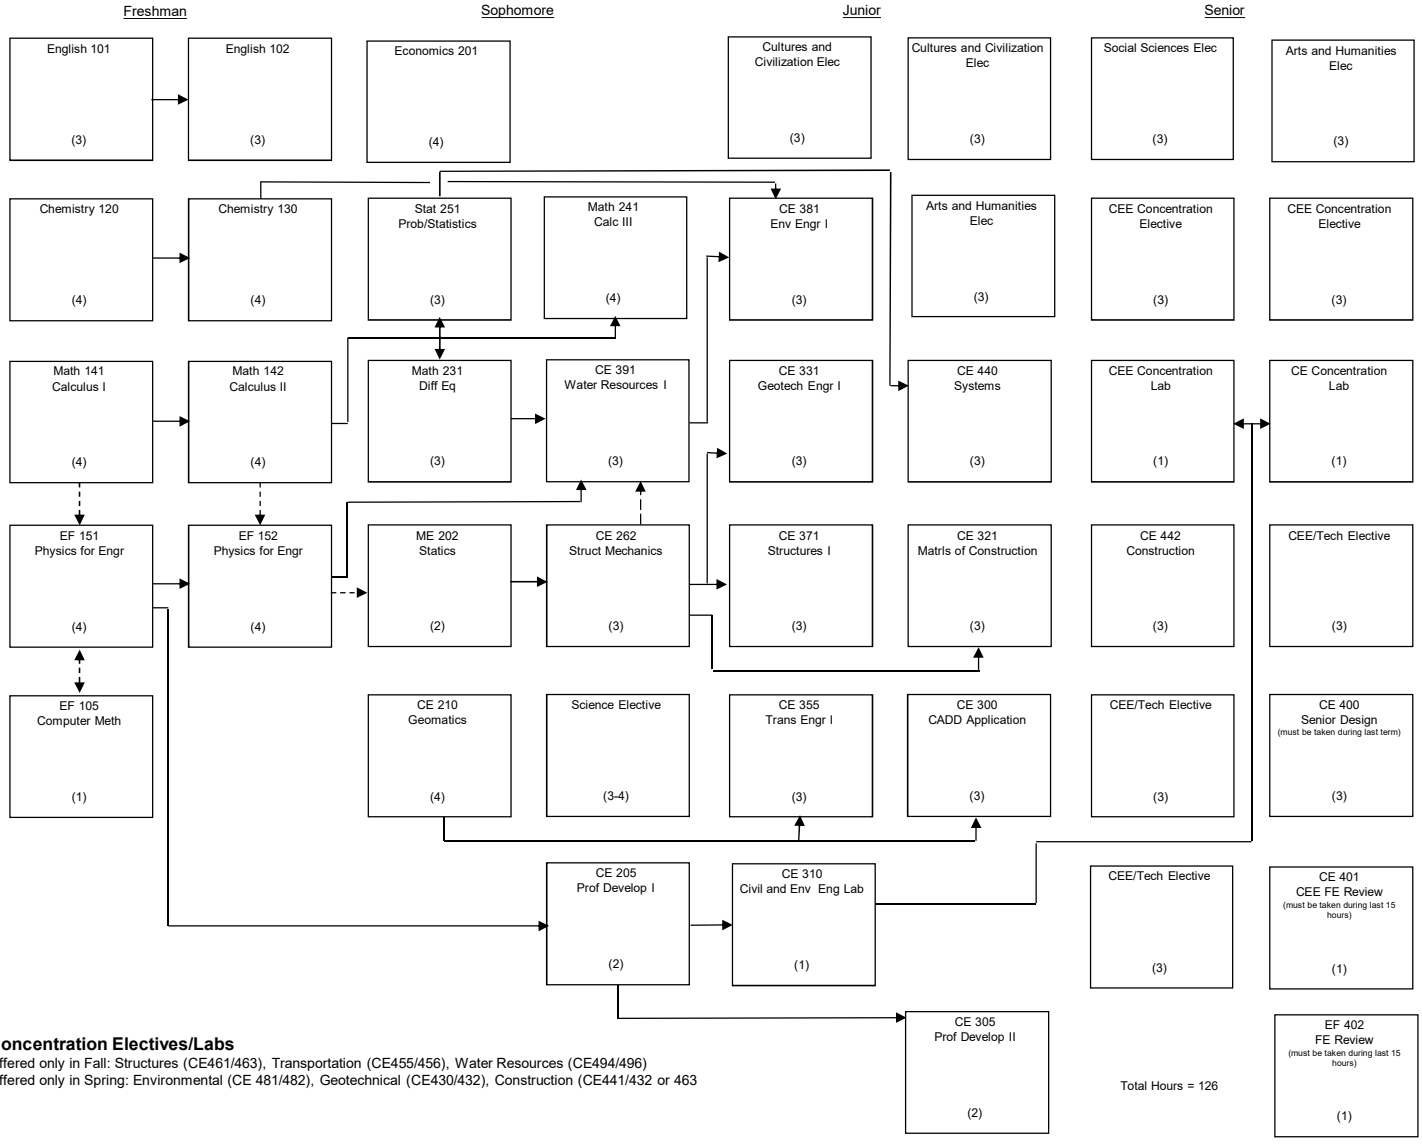 Freshman
Sophomore
Junior
Senior
English 101
(3)
English 102
(3)
Economics 201
(4)
Cultures and
Civilization Elec
(3)
Cultures and Civilization
Elec
(3)
Social Sciences Elec
(3)
Arts and Humanities
Elec
(3)
Chemistry 120
(4)
Chemistry 130
(4)
Stat 251
Prob/Statistics
(3)
Math 241
Calc III
(4)
CE 381
Env Engr I
(3)
Arts and Humanities
Elec
(3)
CEE Concentration
Elective
(3)
CEE Concentration
Elective
(3)
Math 141
Calculus I
(4)
Math 142
Calculus II
(4)
Math 231
Diff Eq
(3)
CE 391
Water Resources I
(3)
CE 331
Geotech Engr I
(3)
CE 440
Systems
(3)
CEE Concentration
Lab
(1)
CE Concentration
Lab
(1)
EF 151
Physics for Engr
(4)
EF 152
Physics for Engr
(4)
ME 202
Statics
(2)
CE 262
Struct Mechanics
(3)
CE 371
Structures I
(3)
CE 321
Matrls of Construction
(3)
CE 442
Construction
(3)
CEE/Tech Elective
(3)
EF 105
Computer Meth
(1)
CE 210
Geomatics
(4)
Science Elective
(3-4)
CE 355
Trans Engr I
(3)
CE 300
CADD Application
(3)
CEE/Tech Elective
(3)
CE 400
Senior Design
(must be taken during last term)
(3)
CE 205
Prof Develop I
(2)
CE 310
Civil and Env Eng Lab
(1)
CEE/Tech Elective
(3)
CE 401
CEE FE Review
(must be taken during last 15
hours)
(1)
CE 305
Prof Develop II
(2)
EF 402
FE Review
(must be taken during last 15
hours)
(1)
Total Hours = 126
oncentration Electives/Labs
ffered only in Fall: Structures (CE461/463), Transportation (CE455/456), Water Resources (CE494/496)
ffered only in Spring: Environmental (CE 481/482), Geotechnical (CE430/432), Construction (CE441/432 or 463